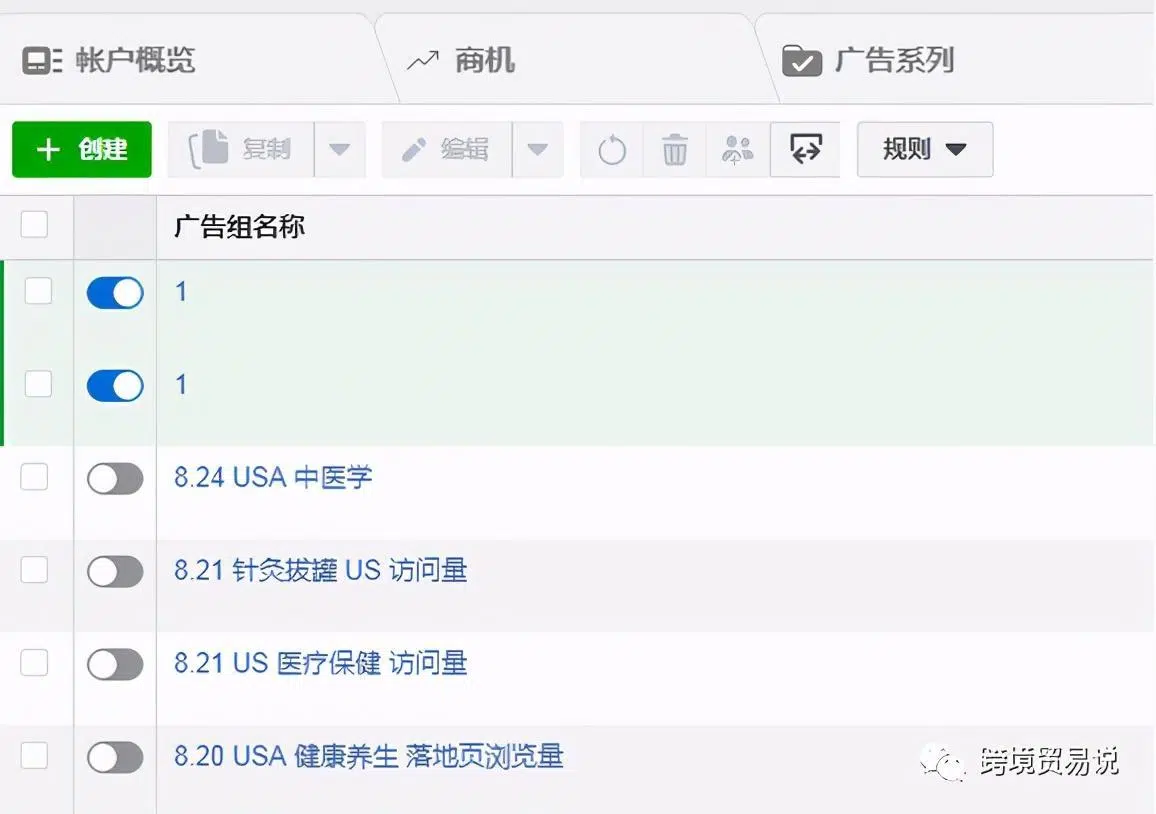 帐户概览 商机 广告系列
创建 复制 编辑 规则
广告组名称
1
1
8.24 USA 中医学
8.21 针灸拔罐 US 访问量
8.21 US 医疗保健 访问量
8.20 USA 健康养生 落地页浏览量
跨境贸易说